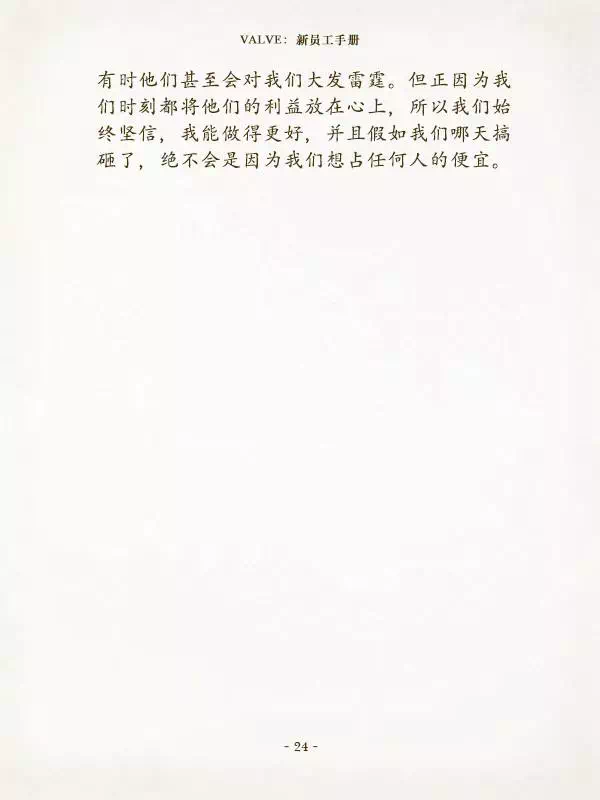 VALVE：新员工手册
有时他们甚至会对我们大发雷霆。但正因为我
们时刻都将他们的利益放在心上，所以我们始
终坚信，我能做得更好，并且假如我们哪天搞
砸了，绝不会是因为我们想占任何人的便宜。
- 24 -